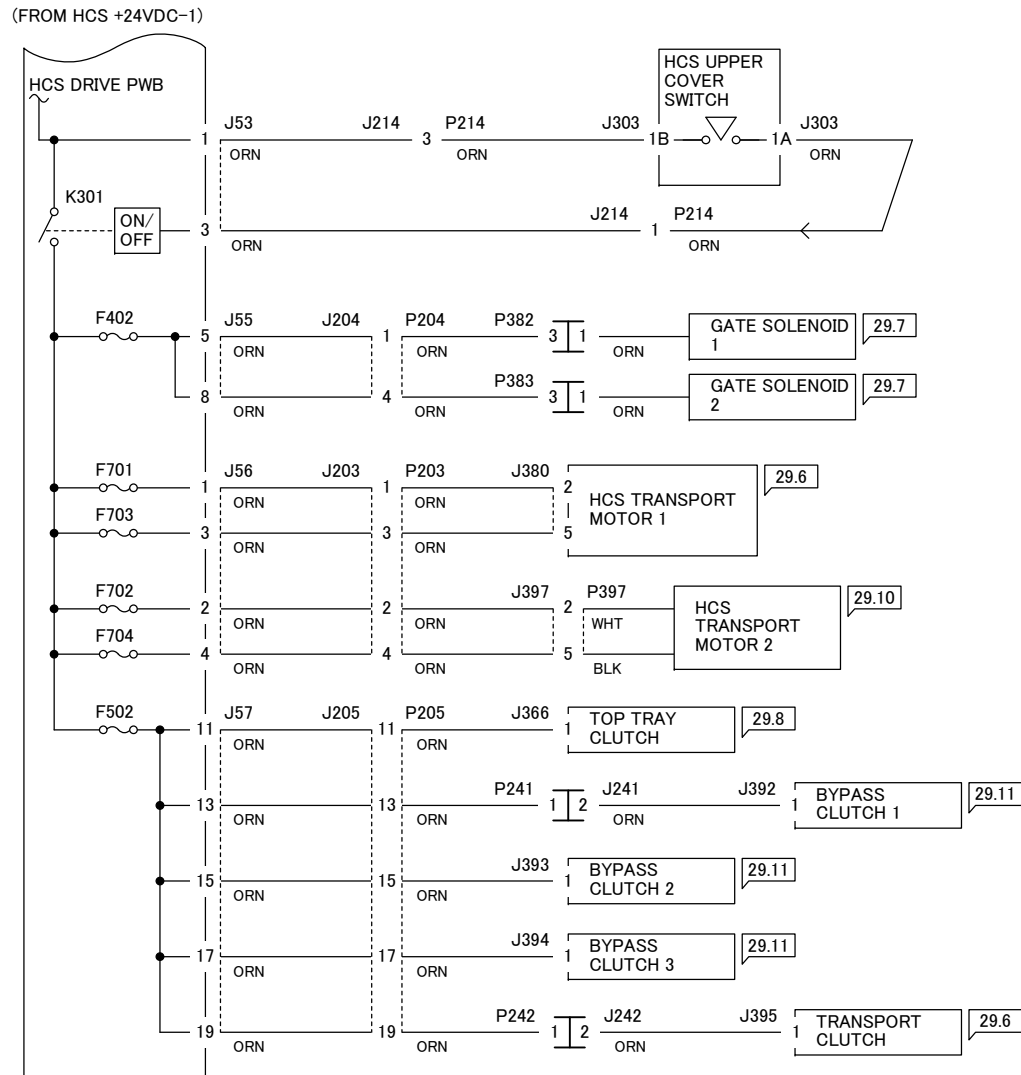 (FROM HCS +24VDC-1)
HCS DRIVE PWB
HCS UPPER
COVER
SWITCH
1 J53 J214 3 P214 J303 1B 1A J303
ORN ORN ORN
K301
ON/
OFF
3 J214 1 P214
ORN ORN
F402 5 J55 J204 1 P204 P382 3 1 GATE SOLENOID
1
29.7
ORN ORN ORN
8 4 P383 3 1 GATE SOLENOID
2
29.7
ORN ORN ORN
F701 1 J56 J203 1 P203 J380 2 HCS TRANSPORT
MOTOR 1
29.6
ORN ORN
F703 3 3 5
ORN ORN
F702 2 2 J397 2 P397 HCS
TRANSPORT
MOTOR 2
29.10
ORN ORN WHT
F704 4 4 5
ORN ORN BLK
F502 11 J57 J205 11 P205 J366 1 TOP TRAY
CLUTCH
29.8
ORN ORN
13 13 P241 1 2 J241 J392 1 BYPASS
CLUTCH 1
29.11
ORN ORN ORN
15 15 J393 1 BYPASS
CLUTCH 2
29.11
ORN ORN
17 17 J394 1 BYPASS
CLUTCH 3
29.11
ORN ORN
19 19 P242 1 2 J242 J395 1 TRANSPORT
CLUTCH
29.6
ORN ORN ORN